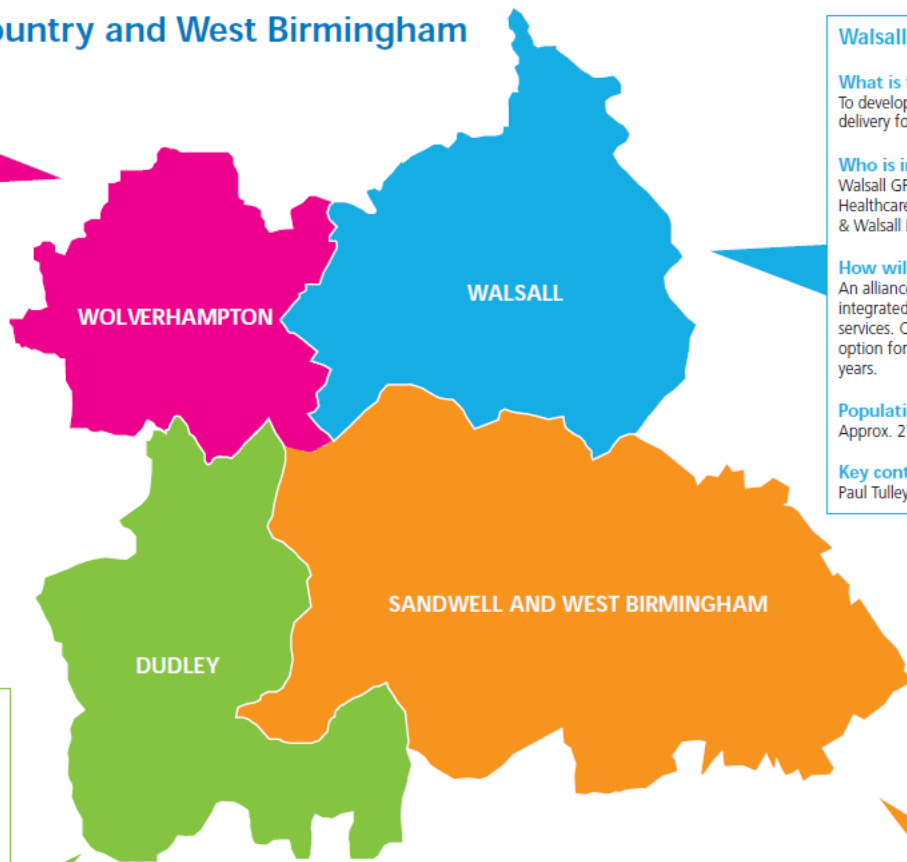 ountry and West Birmingham
Walsall
What is
To develop
delivery fo
Who is i
Walsall GP
Healthcare
& Walsall
How wil
An alliance
integrated
services. C
option for
years.
Populati
Approx. 2
Key cont
Paul Tulley
WOLVERHAMPTON
WALSALL
SANDWELL AND WEST BIRMINGHAM
DUDLEY